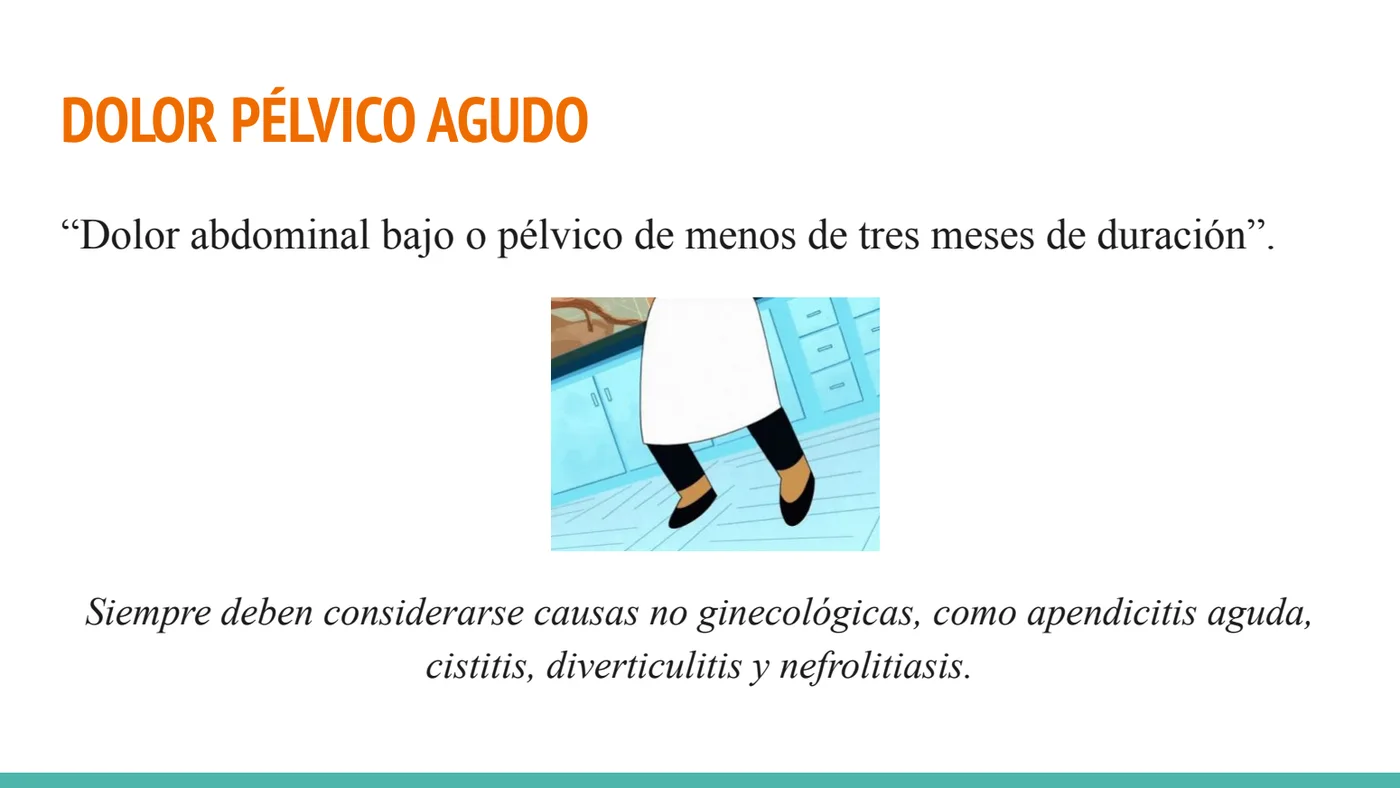 DOLOR PÉLVICO AGUDO
“Dolor abdominal bajo o pélvico de menos de tres meses de duración”.
Siempre deben considerarse causas no ginecológicas, como apendicitis aguda,
cistitis, diverticulitis y nefrolitiasis.